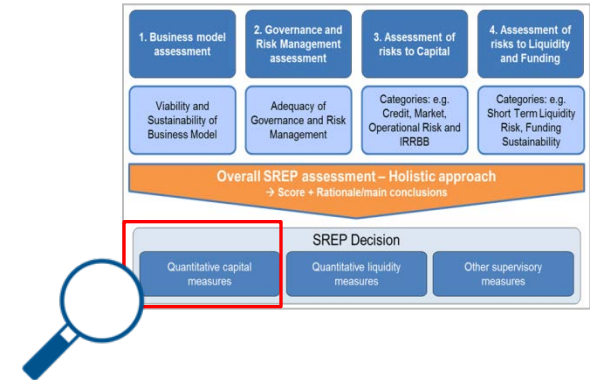 1. Business model
assessment
2. Governance and
Risk Management
assessment
3. Assessment of
risks to Capital
4. Assessment of
risks to Liquidity
and Funding
Viability and
Sustainability of
Business Model
Adequacy of
Governance and Risk
Management
Categories: e.g.
Credit, Market,
Operational Risk and
IRRBB
Categories: e.g.
Short Term Liquidity
Risk, Funding
Sustainability
Overall SREP assessment – Holistic approach
→ Score + Rationale/main conclusions
SREP Decision
Quantitative capital
measures
Quantitative liquidity
measures
Other supervisory
measures